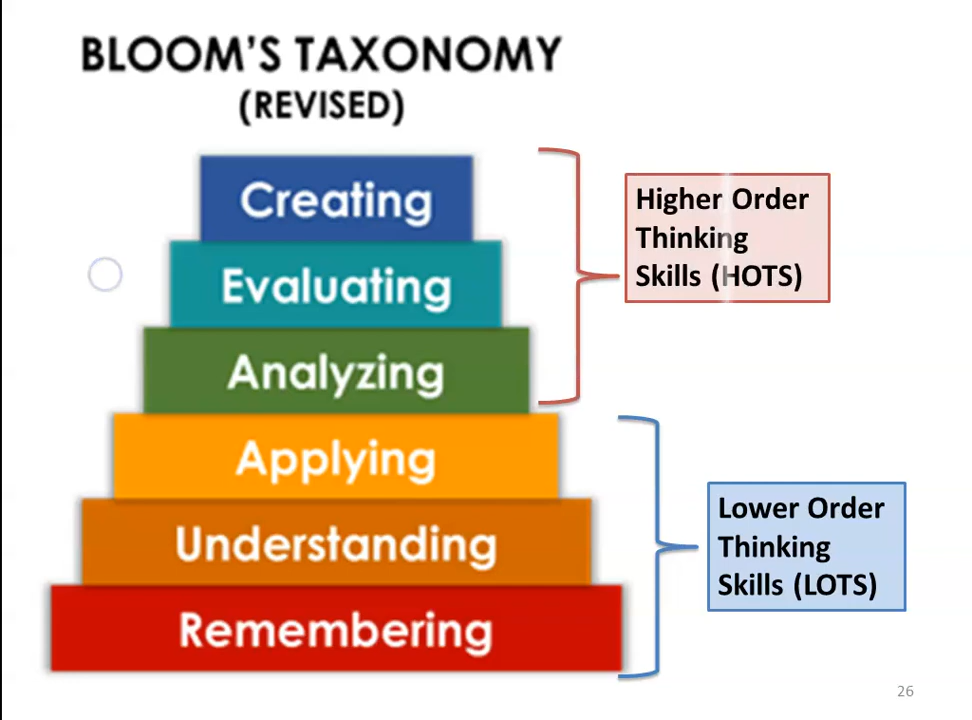 BLOOM'S TAXONOMY
(REVISED)
Creating
Evaluating
Analyzing
Applying
Understanding
Remembering
Higher Order
Thinking
Skills (HOTS)
Lower Order
Thinking
Skills (LOTS)
26